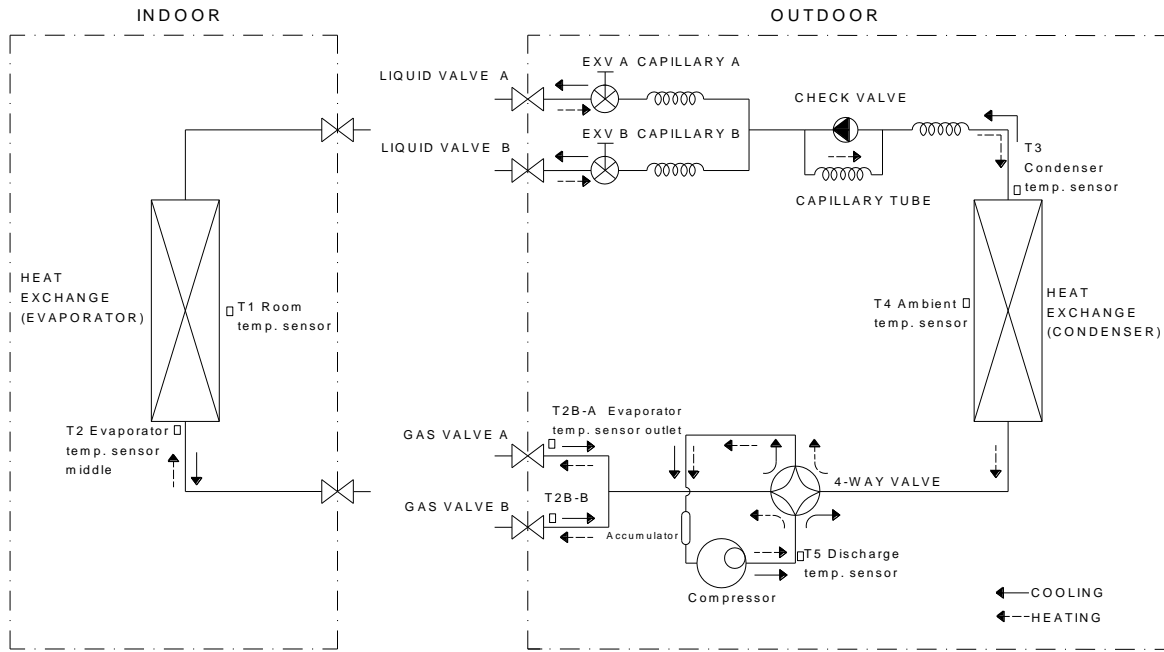 INDOOR
OUTDOOR
LIQUID VALVE A
EXV A CAPILLARY A
CHECK VALVE
LIQUID VALVE B
EXV B CAPILLARY B
CAPILLARY TUBE
T3
Condenser
temp. sensor
HEAT
EXCHANGE
(EVAPORATOR)
T1 Room
temp. sensor
T4 Ambient
temp. sensor
HEAT
EXCHANGE
(CONDENSER)
T2 Evaporator
temp. sensor
middle
GAS VALVE A
T2B-A Evaporator
temp. sensor outlet
4-WAY VALVE
GAS VALVE B
T2B-B
Accumulator
T5 Discharge
temp. sensor
Compressor
COOLING
HEATING